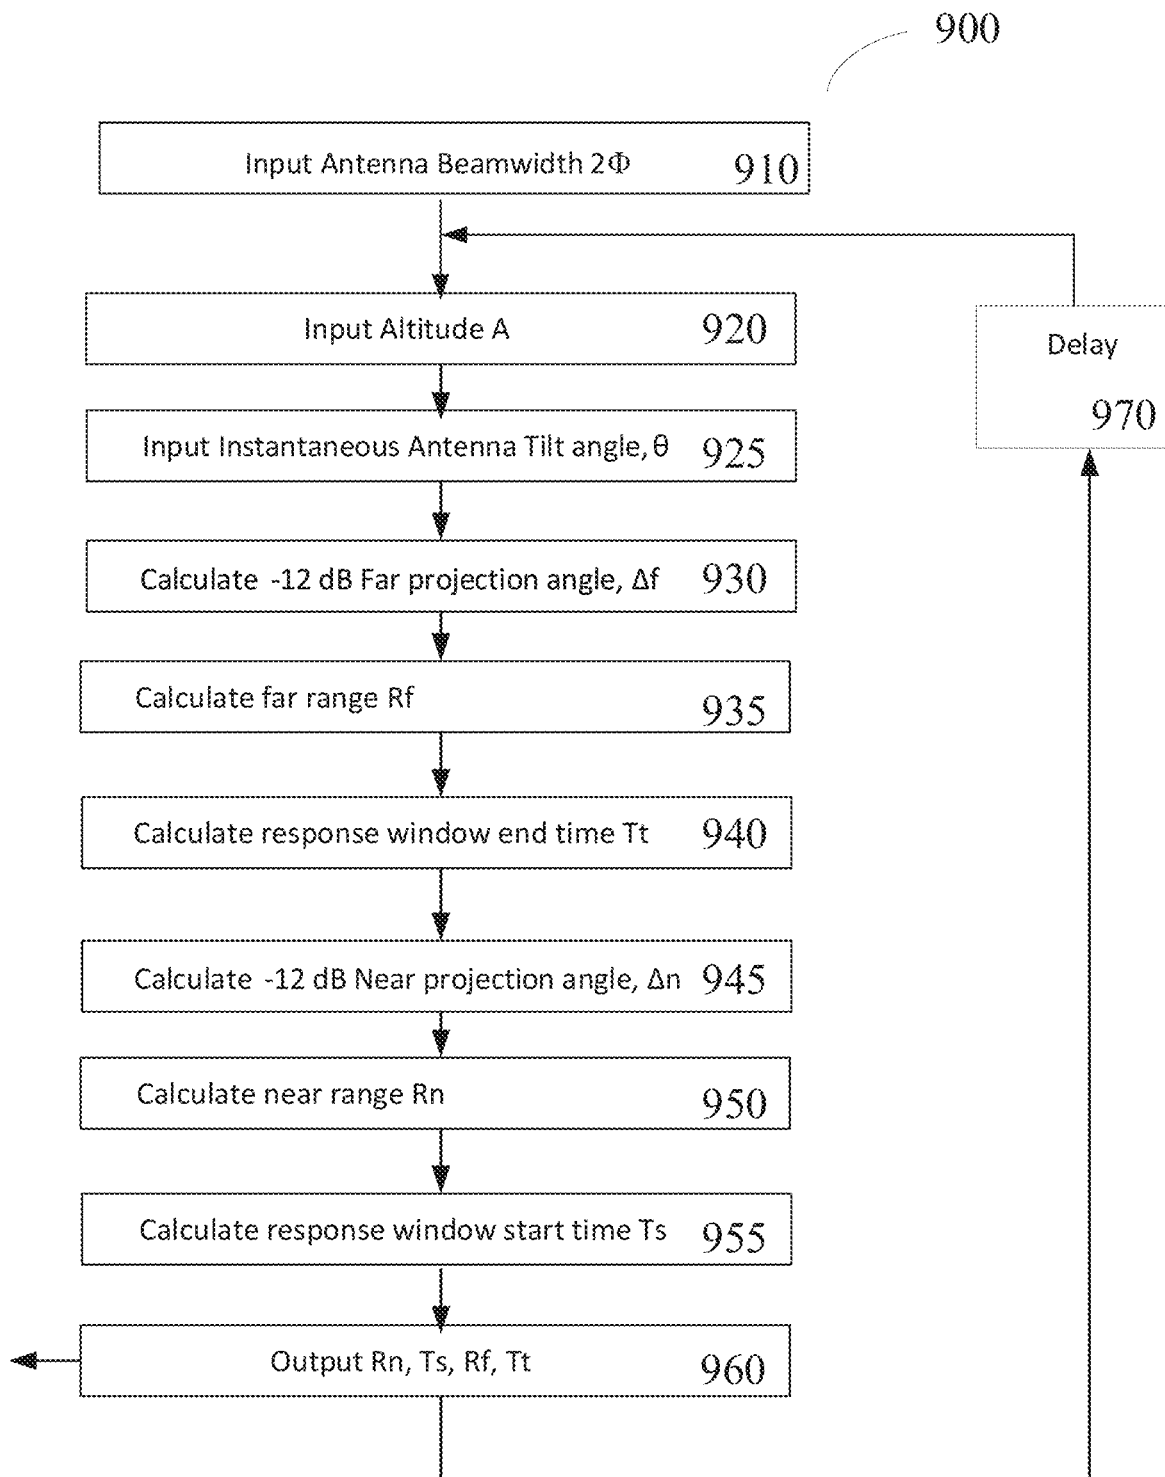 900
Input Antenna Beamwidth 2Φ 910
Input Altitude A 920
Delay
970
Input Instantaneous Antenna Tilt angle, θ 925
Calculate -12 dB Far projection angle, Δf 930
Calculate far range Rf 935
Calculate response window end time Tt 940
Calculate -12 dB Near projection angle, Δn 945
Calculate near range Rn 950
Calculate response window start time Ts 955
Output Rn, Ts, Rf, Tt 960